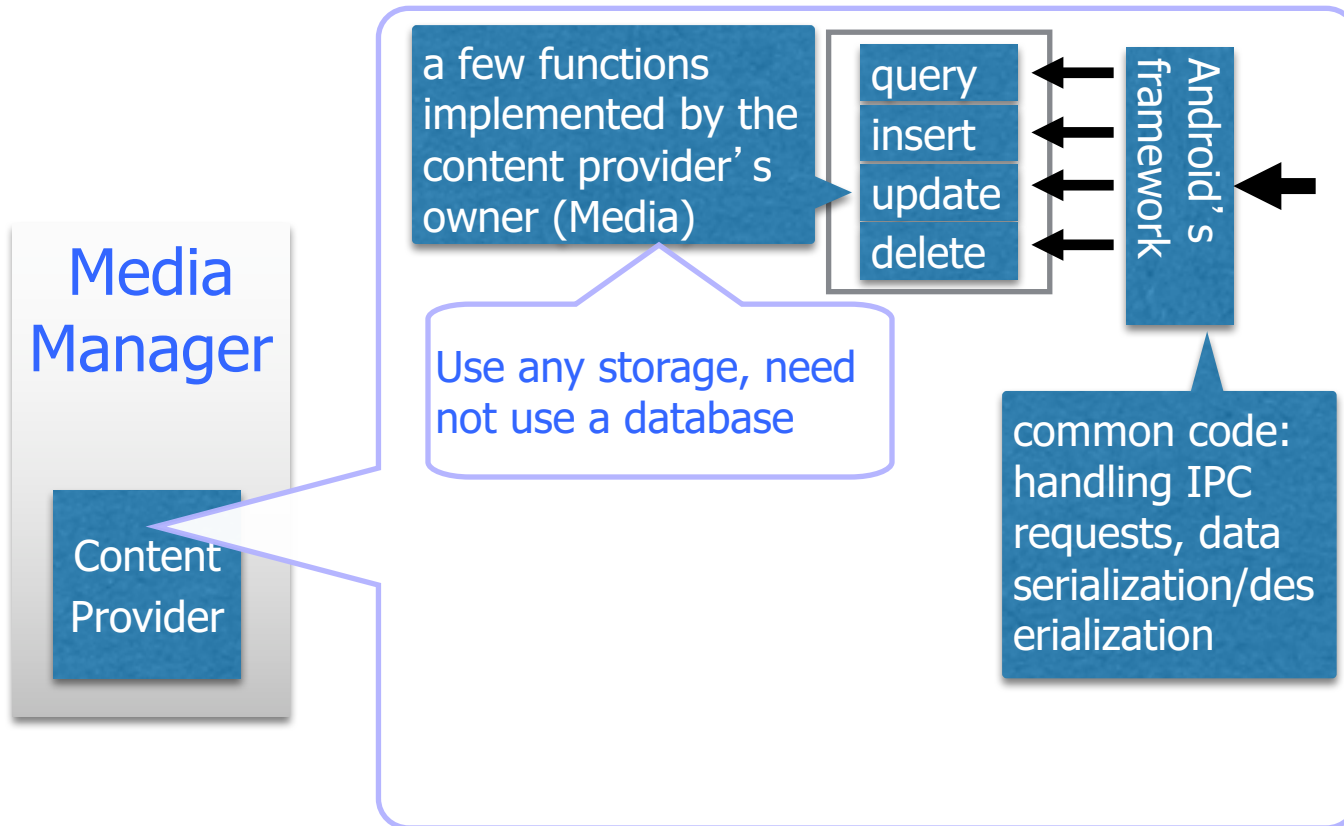 Media
Manager
Content
Provider
a few functions
implemented by the
content provider’s
owner (Media)
Use any storage, need
not use a database
query
insert
update
delete
Android’s
framework
common code:
handling IPC
requests, data
serialization/des
erialization